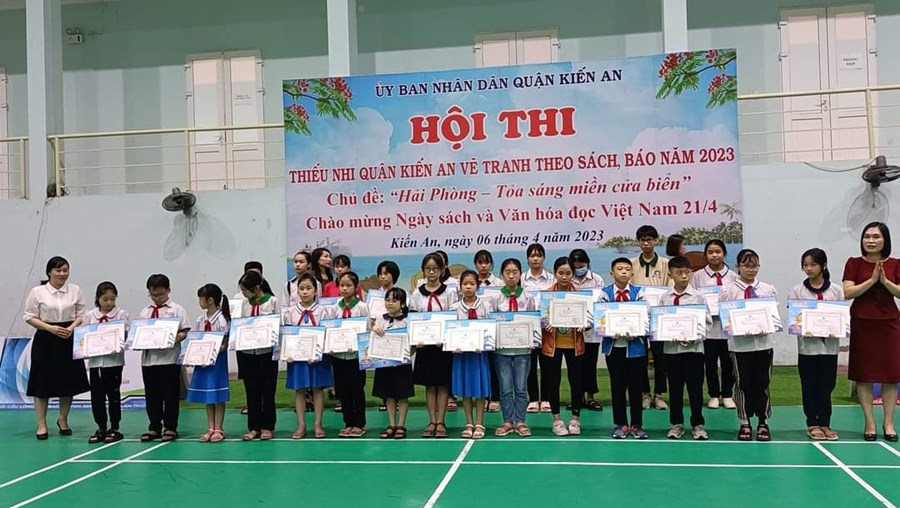 ỦY BAN NHÂN DÂN QUẬN KIẾN AN
HỘI THI
THIẾU NHI QUẬN KIẾN AN VẼ TRANH THEO SÁCH, BÁO NĂM 2023
Chủ đề: “Hải Phòng – Tỏa sáng miền cửa biển”
Chào mừng Ngày sách và Văn hóa đọc Việt Nam 21/4
Kiến An, ngày 06 tháng 4 năm 2023